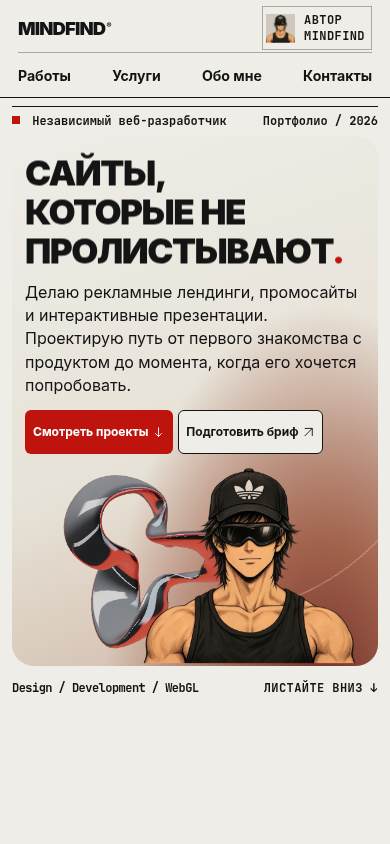 MINDFIND®
АВТОР
MINDFIND
Работы Услуги Обо мне Контакты
Независимый веб-разработчик Портфолио / 2026
САЙТЫ,
КОТОРЫЕ НЕ
ПРОЛИСТЫВАЮТ.
Делаю рекламные лендинги, промосайты
и интерактивные презентации.
Проектирую путь от первого знакомства с
продуктом до момента, когда его хочется
попробовать.
Смотреть проекты ↓ Подготовить бриф ↗
Design / Development / WebGL ЛИСТАЙТЕ ВНИЗ ↓